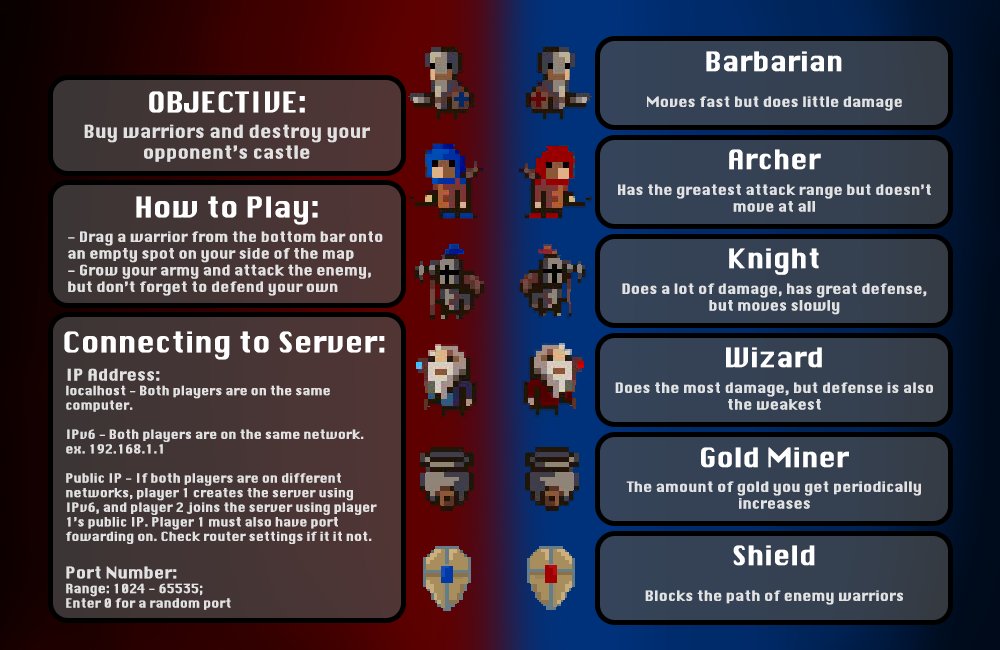 OBJECTIVE:
Buy warriors and destroy your
opponent's castle
How to Play:
- Drag a warrior from the bottom bar onto
an empty spot on your side of the map
- Grow your army and attack the enemy,
but don't forget to defend your own
Connecting to Server:
IP Address:
localhost - Both players are on the same
computer.
IPv6 - Both players are on the same network.
ex. 192.168.1.1
Public IP - If both players are on different
networks, player 1 creates the server using
IPv6, and player 2 joins the server using player
1's public IP. Player 1 must also have port
fowarding on. Check router settings if it it not.
Port Number:
Range: 1024 - 65535;
Enter 0 for a random port
Barbarian
Moves fast but does little damage
Archer
Has the greatest attack range but doesn't
move at all
Knight
Does a lot of damage, has great defense,
but moves slowly
Wizard
Does the most damage, but defense is also
the weakest
Gold Miner
The amount of gold you get periodically
increases
Shield
Blocks the path of enemy warriors